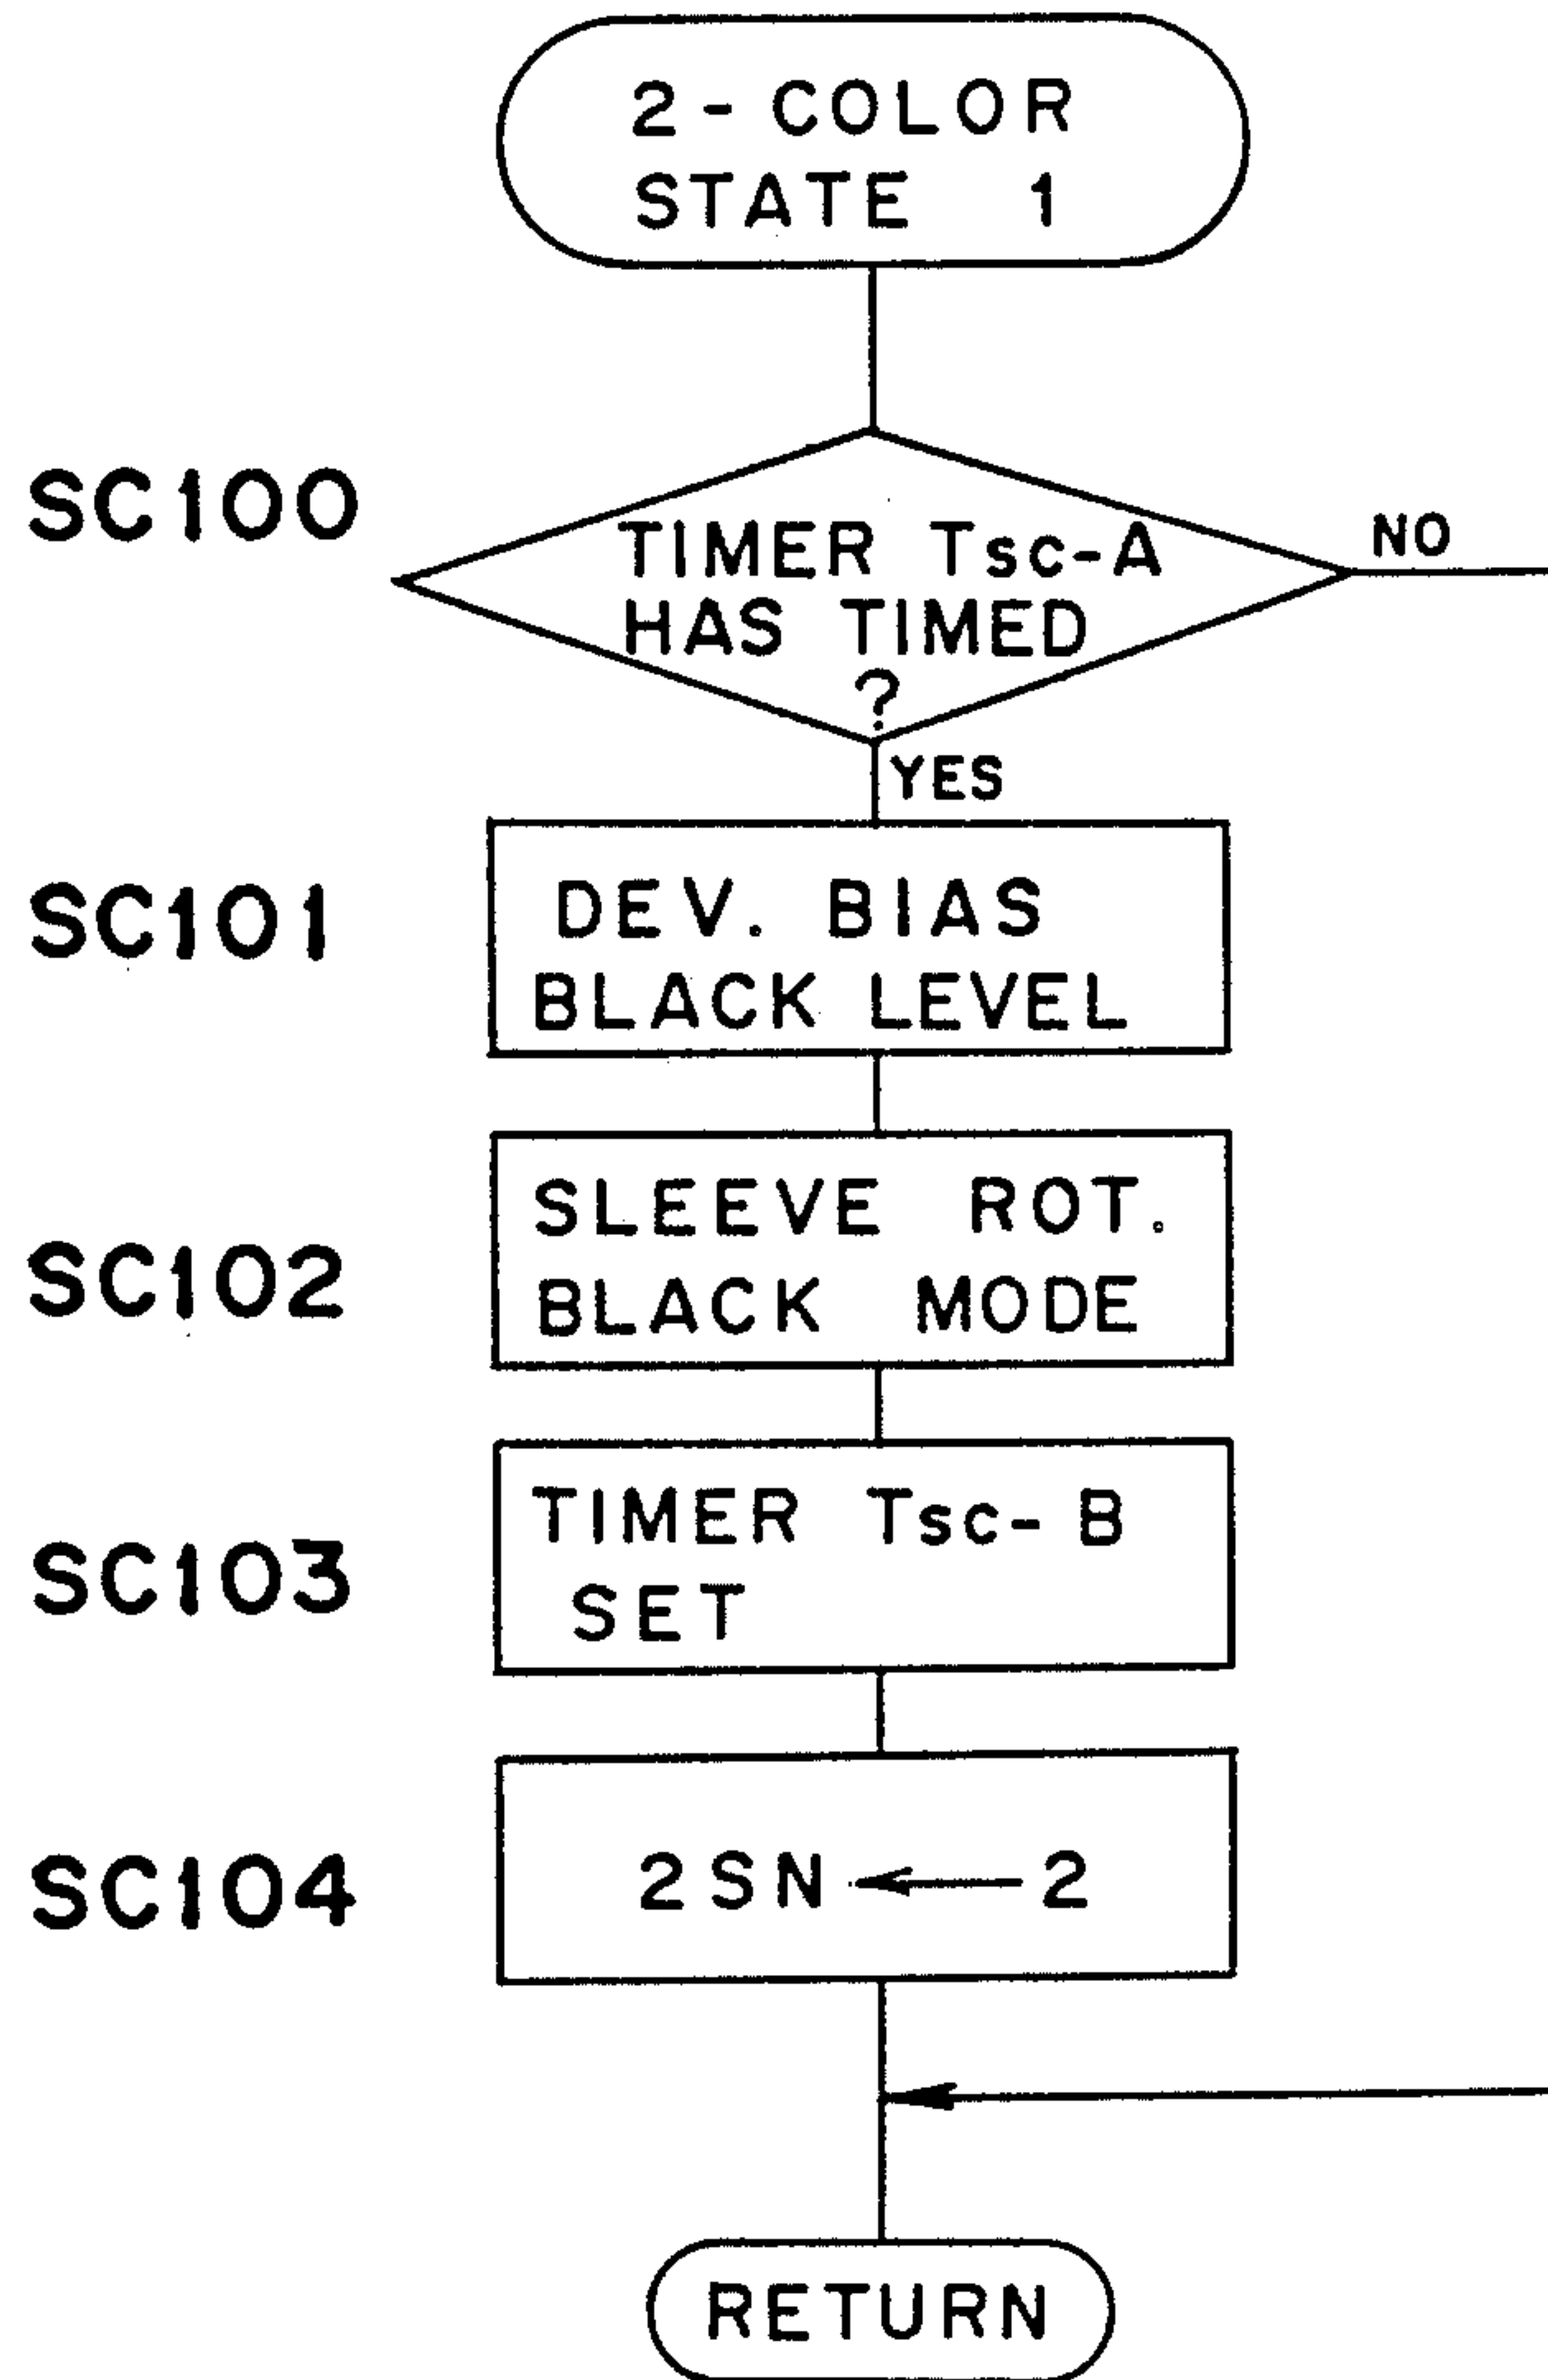 2-COLOR
STATE 1
SC100
TIMER Tsc-A
HAS TIMED
?
NO
YES
SC101
DEV. BIAS
BLACK LEVEL
SC102
SLEEVE ROT.
BLACK MODE
SC103
TIMER Tsc-B
SET
SC104
2SN ← 2
RETURN